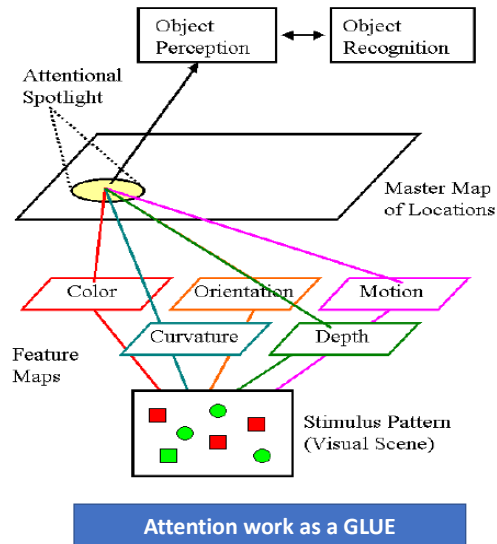 Object
Perception
Object
Recognition
Attentional
Spotlight
Master Map
of Locations
Color
Orientation
Motion
Curvature
Depth
Feature
Maps
Stimulus Pattern
(Visual Scene)
Attention work as a GLUE